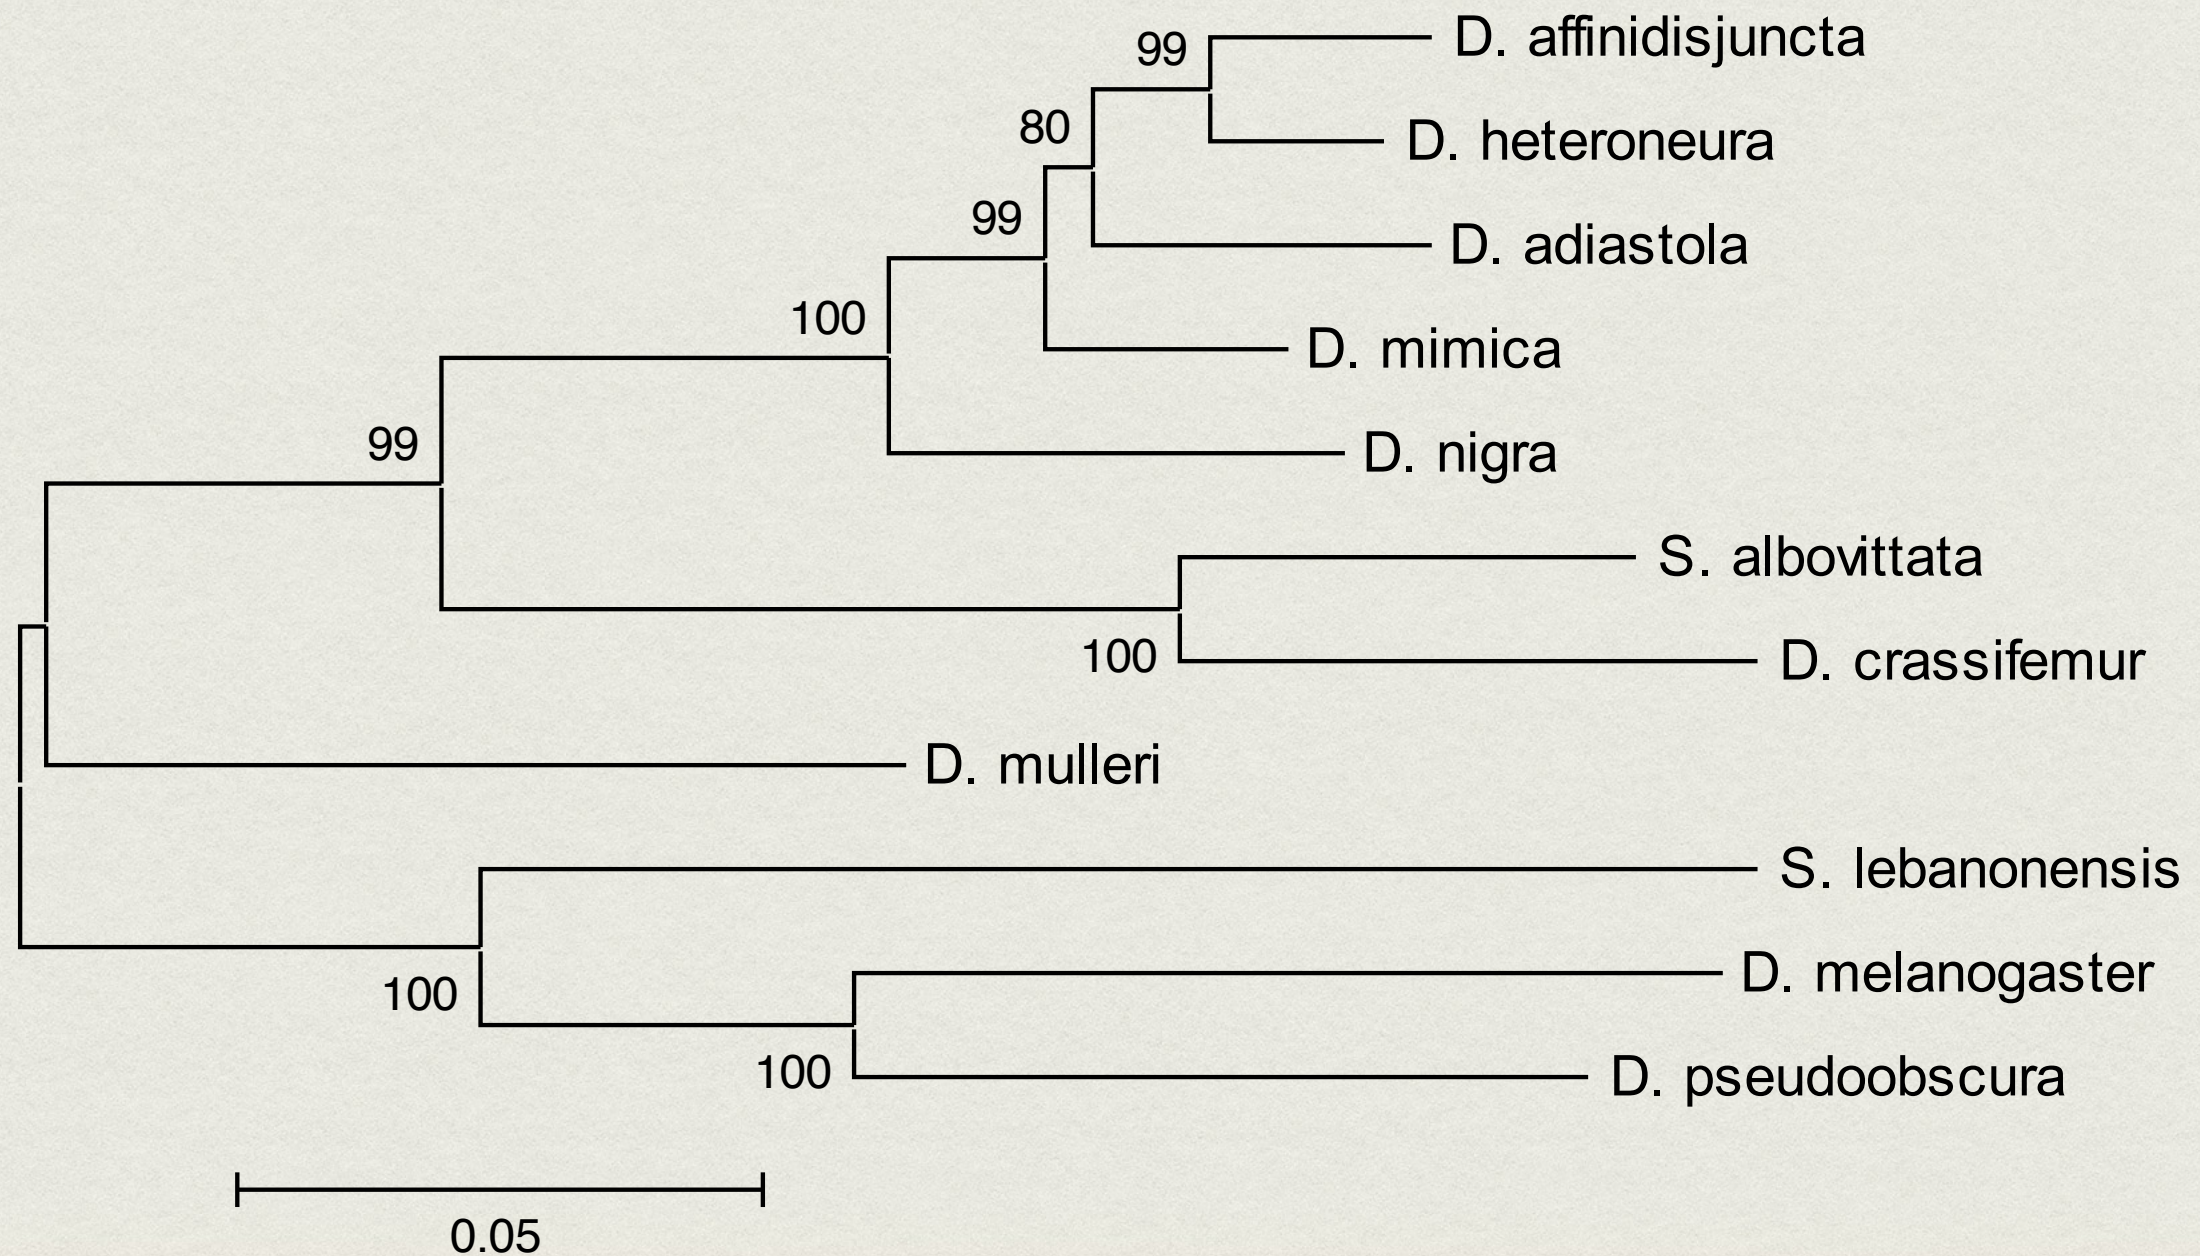 99
D. affinidisjuncta
80
D. heteroneura
99
D. adiastola
100
D. mimica
99
D. nigra
S. albovittata
100
D. crassifemur
D. mulleri
S. lebanonensis
100
D. melanogaster
100
D. pseudoobscura
0.05